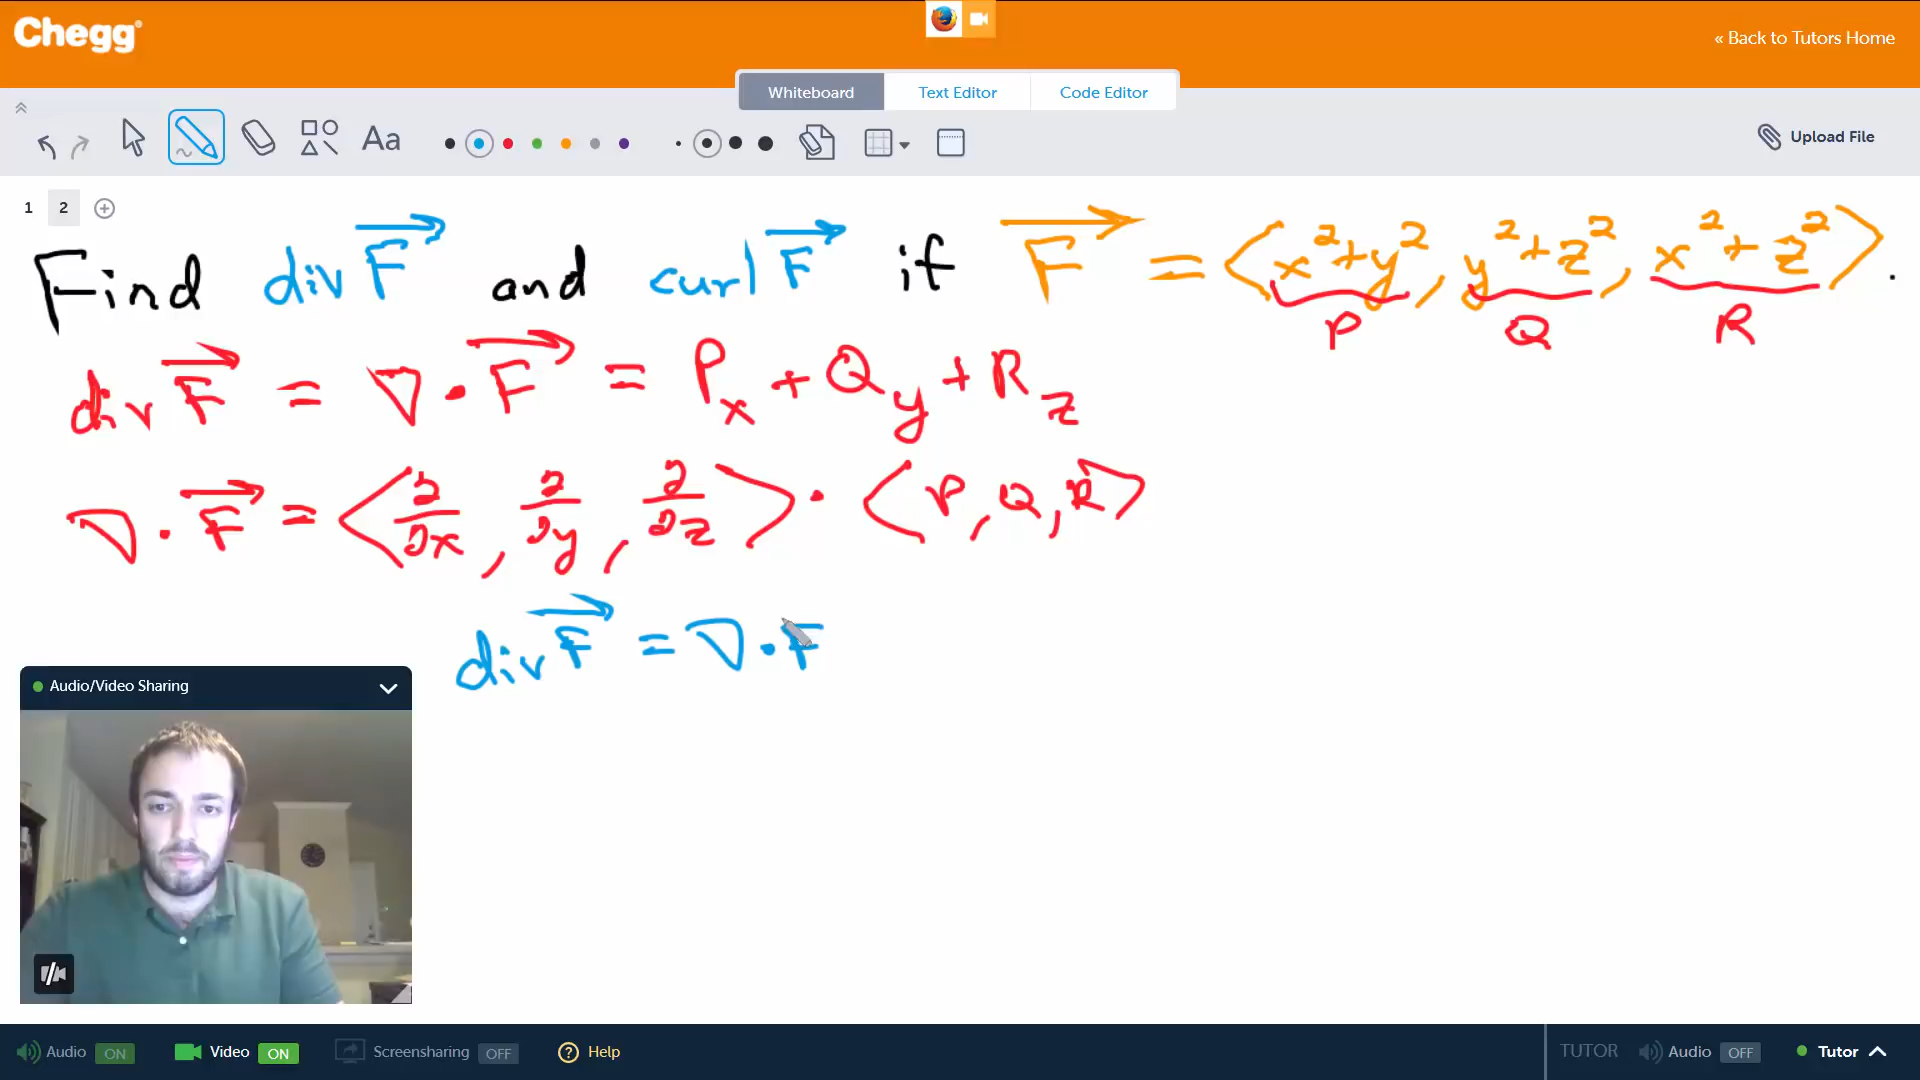 Chegg
« Back to Tutors Home
Whiteboard Text Editor Code Editor
Aa
Upload File
1 2
Find div F⃗ and curl F⃗ if F⃗ = ⟨x²+y², y²+z², x²+z²⟩.
P Q R
div F⃗ = ∇ · F⃗ = Pₓ + Q_y + R_z
∇ · F⃗ = ⟨∂/∂x, ∂/∂y, ∂/∂z⟩ · ⟨P, Q, R⟩
div F⃗ = ∇ · F
Audio/Video Sharing
Audio ON Video ON Screensharing OFF ? Help TUTOR Audio OFF Tutor